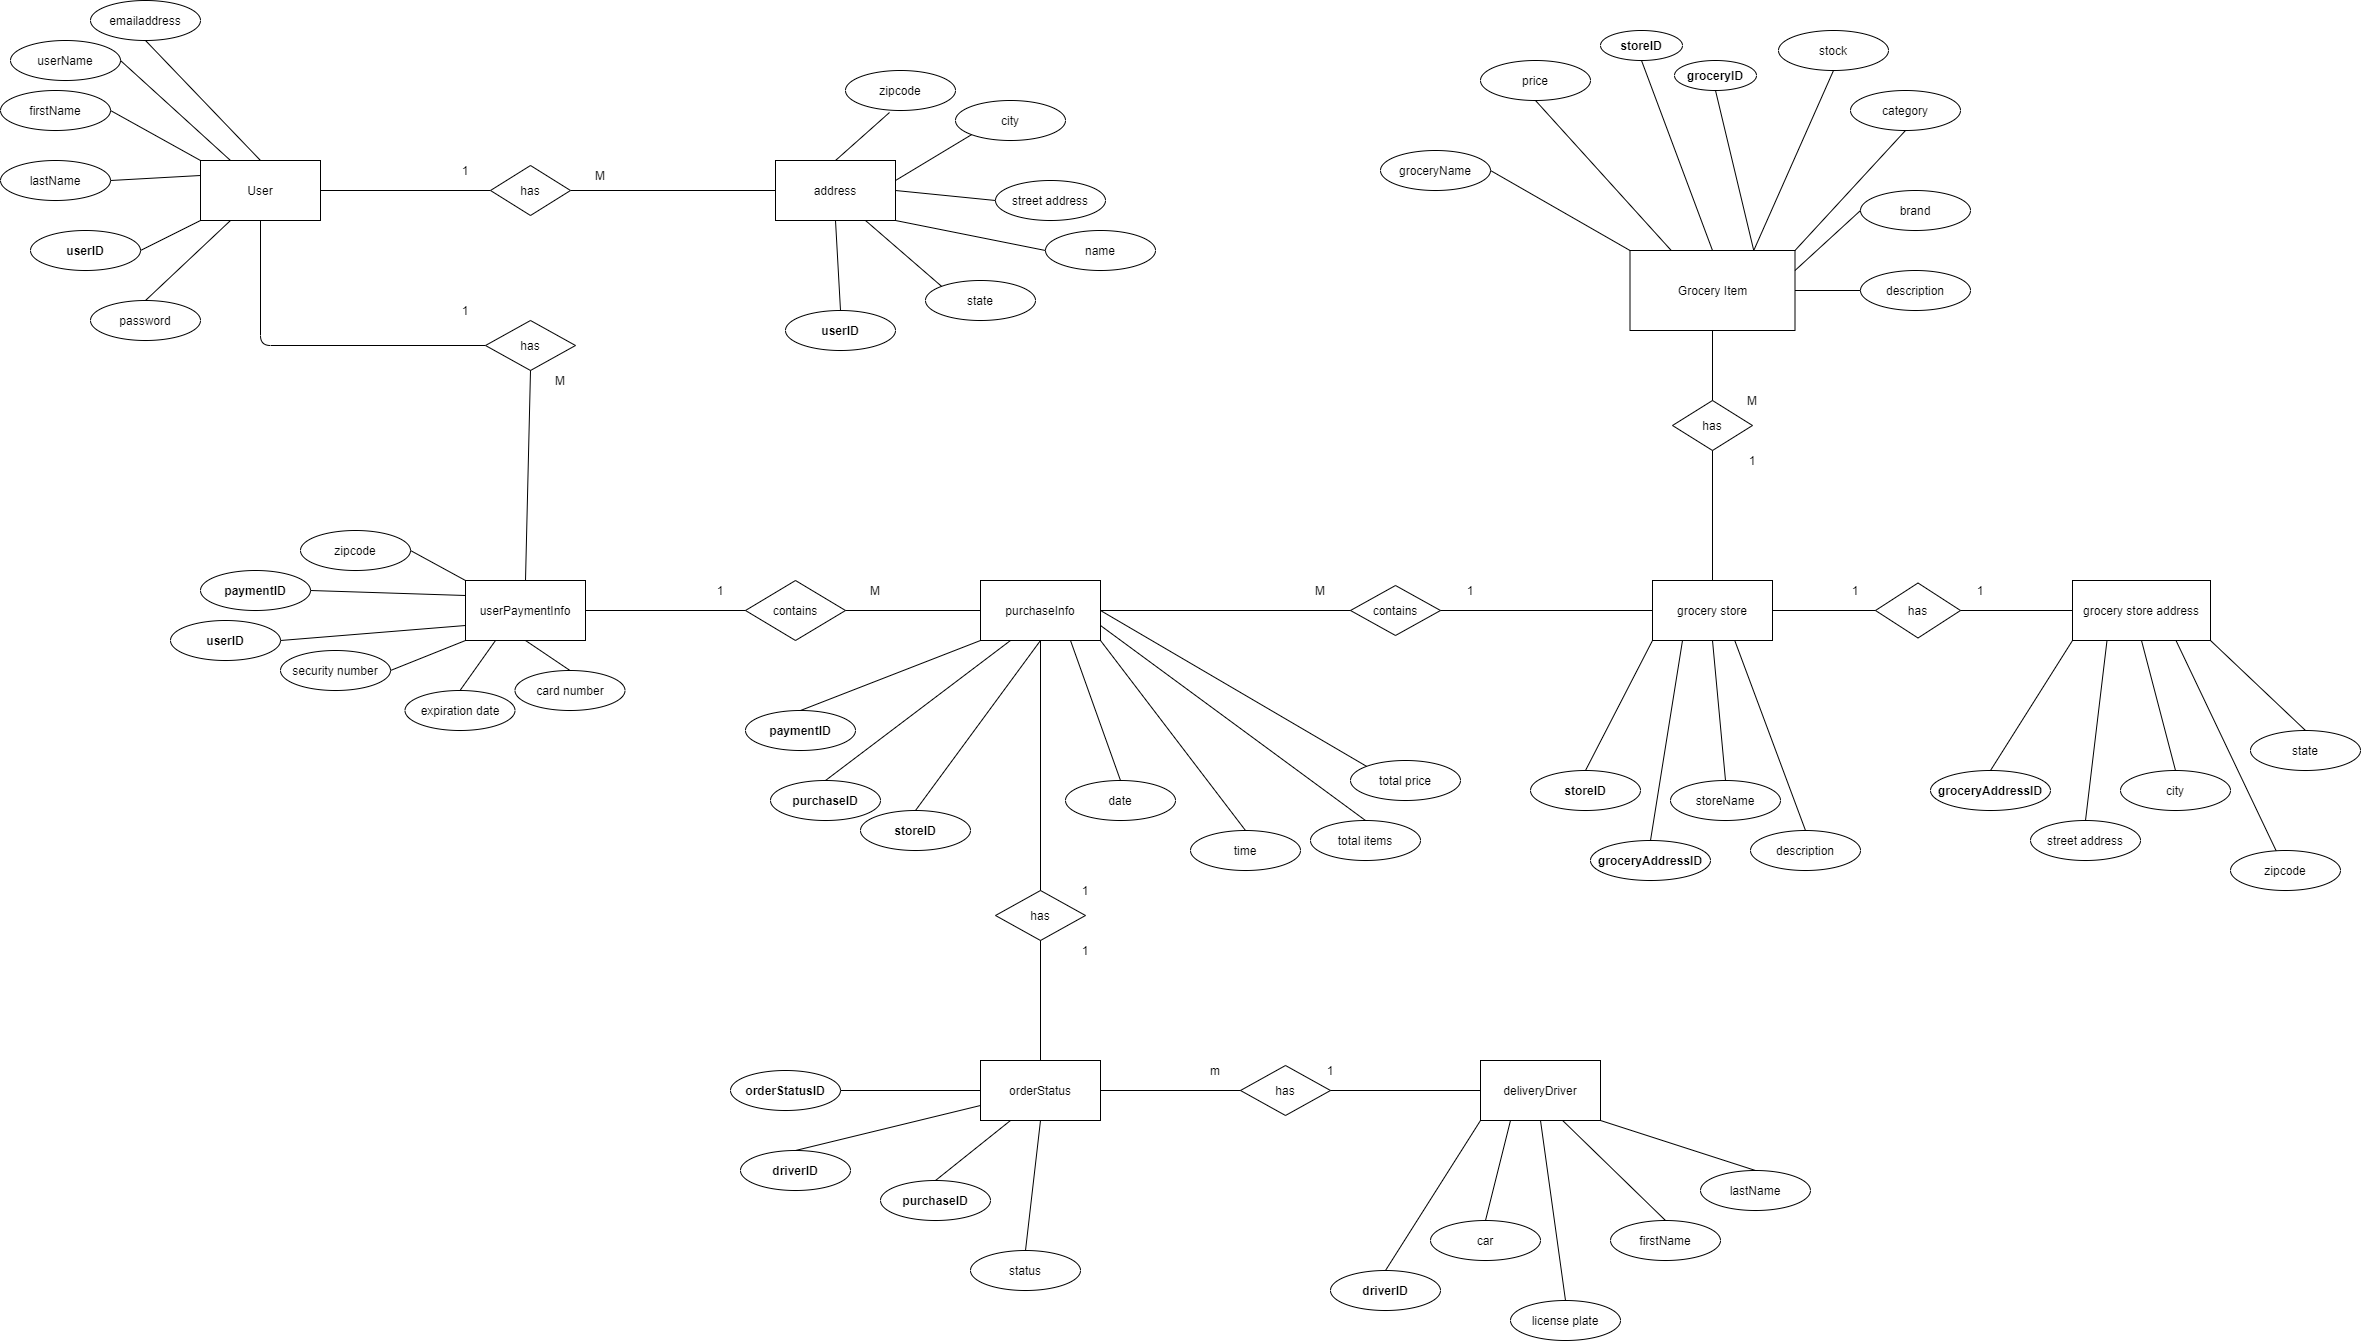 emailaddress
userName
firstName
lastName
User
userID
password
1
has
M
1
has
M
zipcode
city
address
street address
name
state
userID
storeID
stock
price
groceryID
category
groceryName
brand
Grocery Item
description
M
has
1
zipcode
paymentID
userPaymentInfo
userID
security number
card number
expiration date
1
contains
M
purchaseInfo
M
contains
1
grocery store
1
has
1
grocery store address
paymentID
purchaseID
storeID
date
time
total items
total price
storeID
storeName
groceryAddressID
description
groceryAddressID
street address
city
zipcode
state
1
has
1
orderStatusID
orderStatus
driverID
purchaseID
status
m
has
1
deliveryDriver
lastName
firstName
car
driverID
license plate